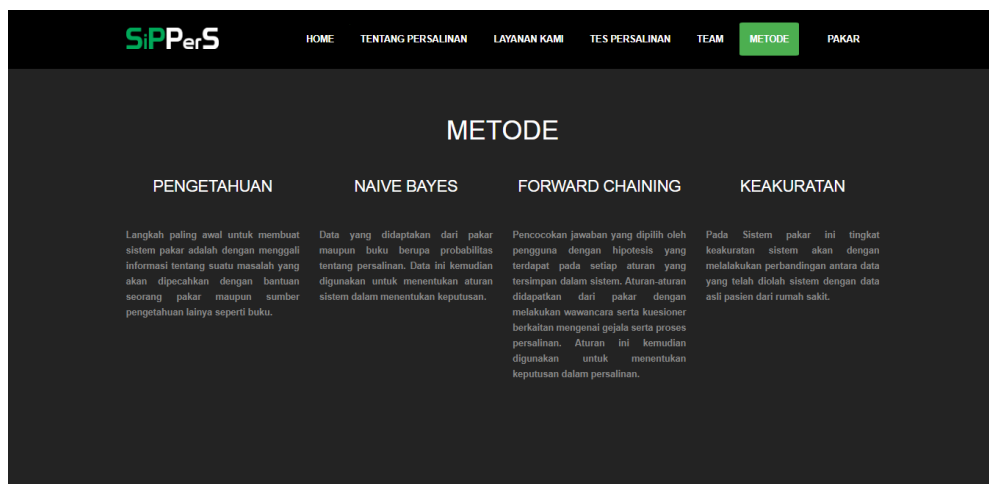 SiPPerS
HOME TENTANG PERSALINAN LAYANAN KAMI TES PERSALINAN TEAM METODE PAKAR
METODE
PENGETAHUAN
Langkah paling awal untuk membuat
sistem pakar adalah dengan menggali
informasi tentang suatu masalah yang
akan dipecahkan dengan bantuan
seorang pakar maupun sumber
pengetahuan lainya seperti buku.
NAIVE BAYES
Data yang didaptakan dari pakar
maupun buku berupa probabilitas
tentang persalinan. Data ini kemudian
digunakan untuk menentukan aturan
sistem dalam menentukan keputusan.
FORWARD CHAINING
Pencocokan jawaban yang dipilih oleh
pengguna dengan hipotesis yang
terdapat pada setiap aturan yang
tersimpan dalam sistem. Aturan-aturan
didapatkan dari pakar dengan
melakukan wawancara serta kuesioner
berkaitan mengenai gejala serta proses
persalinan. Aturan ini kemudian
digunakan untuk menentukan
keputusan dalam persalinan.
KEAKURATAN
Pada Sistem pakar ini tingkat
keakuratan sistem akan dengan
melalakukan perbandingan antara data
yang telah diolah sistem dengan data
asli pasien dari rumah sakit.